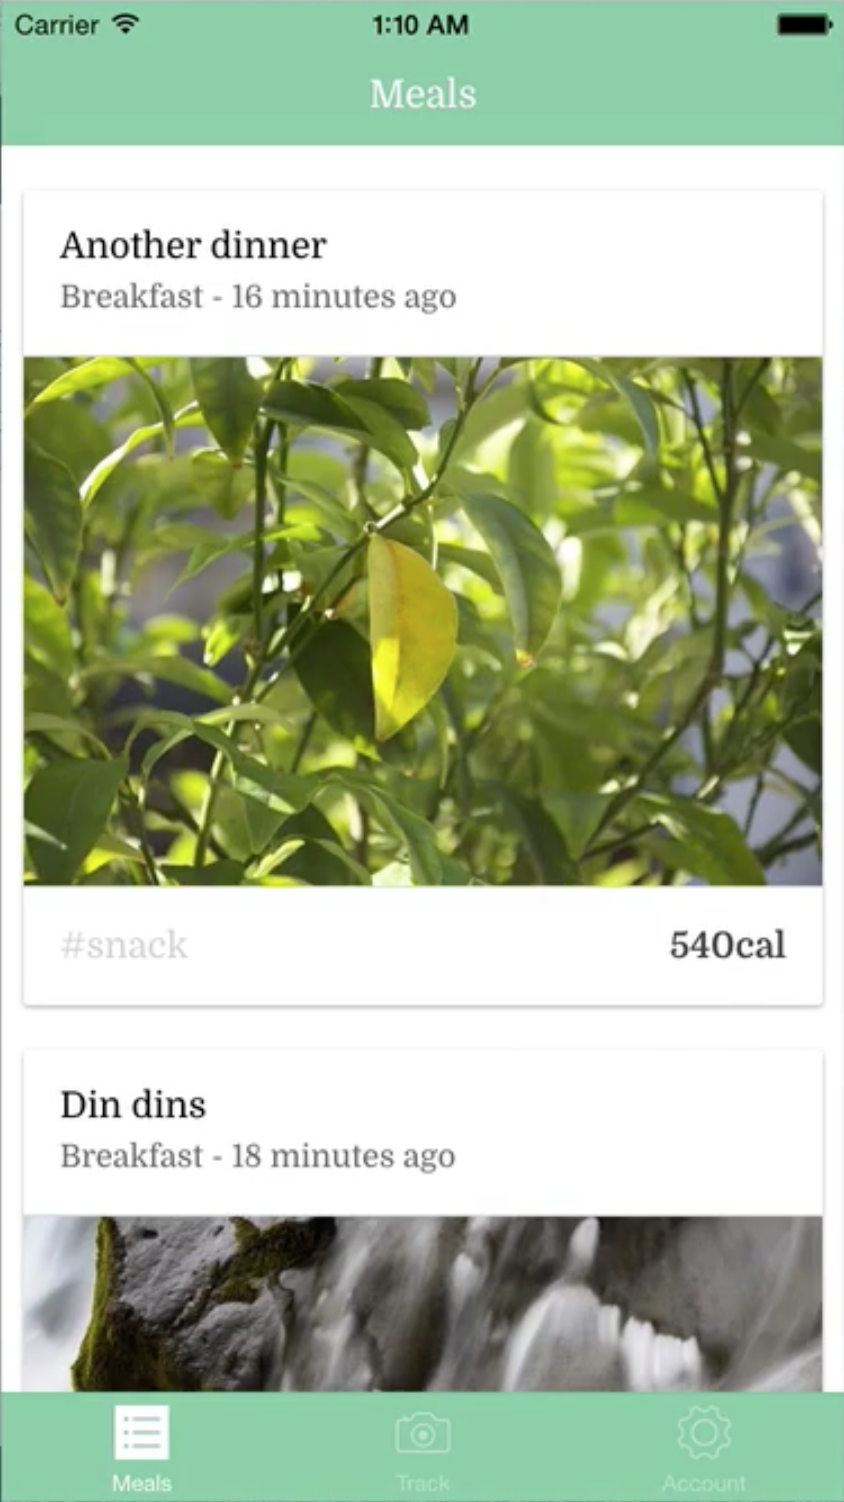 Carrier 1:10 AM
Meals
Another dinner
Breakfast - 16 minutes ago
#snack 540cal
Din dins
Breakfast - 18 minutes ago
Meals Track Account